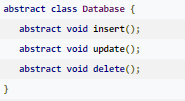 abstract class Database {
abstract void insert();
abstract void update();
abstract void delete();
}